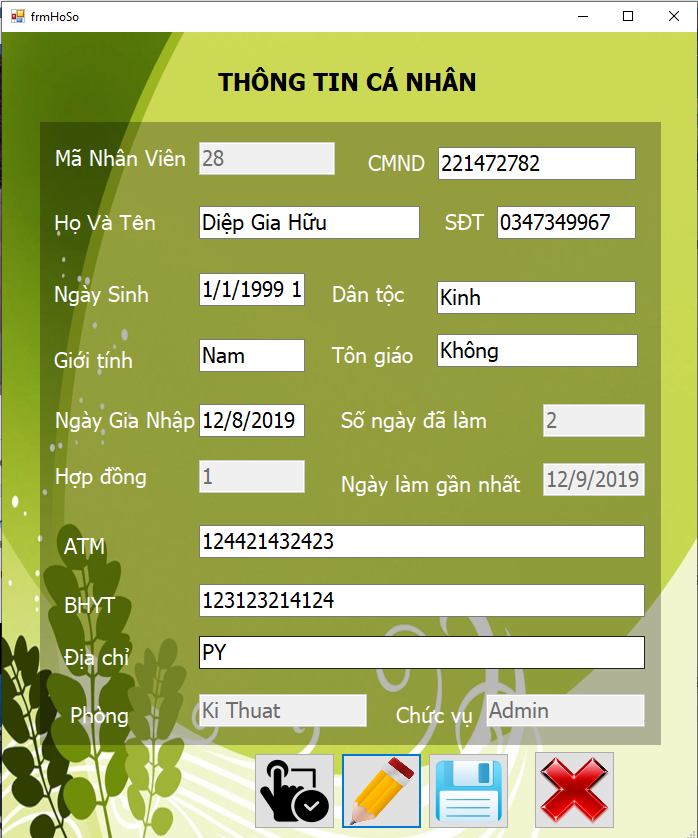 frmHoSo
THÔNG TIN CÁ NHÂN
Mã Nhân Viên 28 CMND 221472782
Họ Và Tên Diệp Gia Hữu SĐT 0347349967
Ngày Sinh 1/1/1999 1 Dân tộc Kinh
Giới tính Nam Tôn giáo Không
Ngày Gia Nhập 12/8/2019 Số ngày đã làm 2
Hợp đồng 1 Ngày làm gần nhất 12/9/2019
ATM 124421432423
BHYT 123123214124
Địa chỉ PY
Phòng Ki Thuat Chức vụ Admin